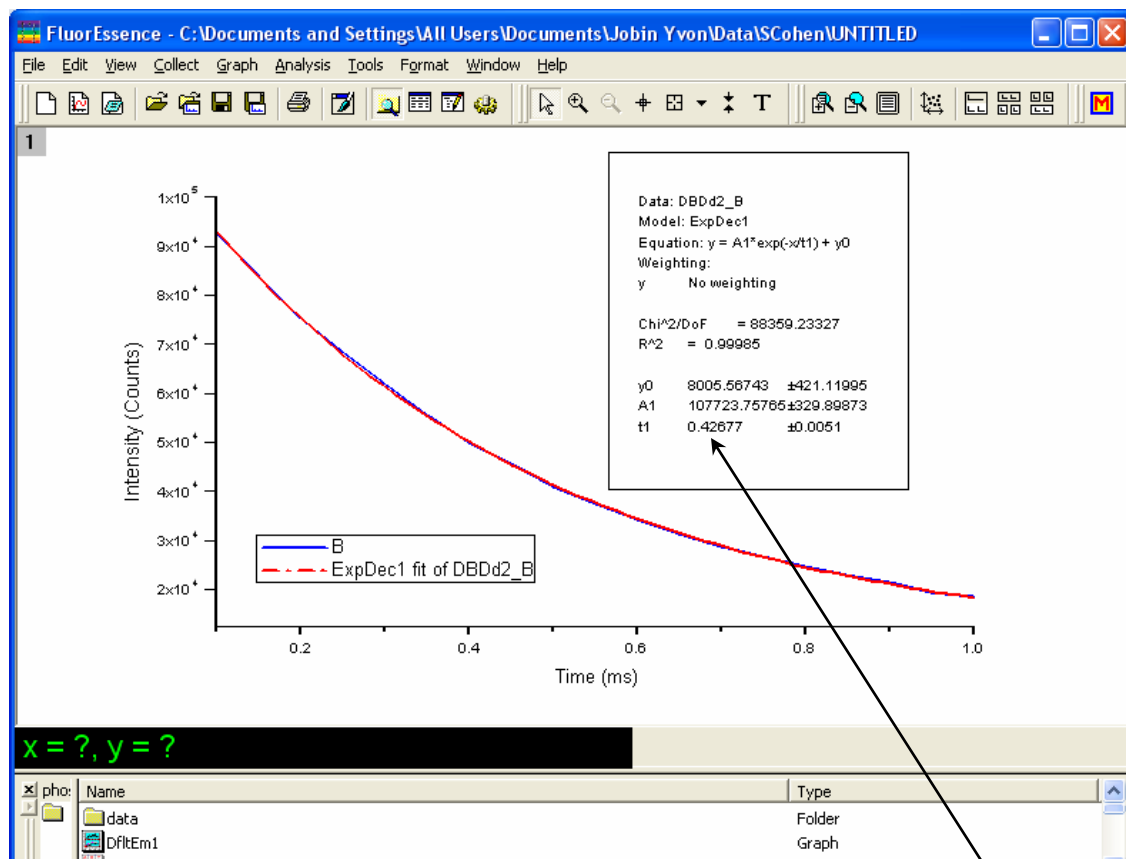 FluorEssence - C:\Documents and Settings\All Users\Documents\Jobin Yvon\Data\SCohen\UNTITLED
File Edit View Collect Graph Analysis Tools Format Window Help
T
M
1
Data: DBDd2_B
Model: ExpDec1
Equation: y = A1*exp(-x/t1) + y0
Weighting:
y No weighting
Chi^2/DoF = 88359.23327
R^2 = 0.99985
y0 8005.56743 ±421.11995
A1 107723.75765±329.89873
t1 0.42677 ±0.0051
1x10^5
9x10^4
8x10^4
7x10^4
6x10^4
5x10^4
4x10^4
3x10^4
2x10^4
Intensity (Counts)
B
ExpDec1 fit of DBDd2_B
0.2 0.4 0.6 0.8 1.0
Time (ms)
x = ?, y = ?
pho:
Name Type
data Folder
DfltEm1 Graph